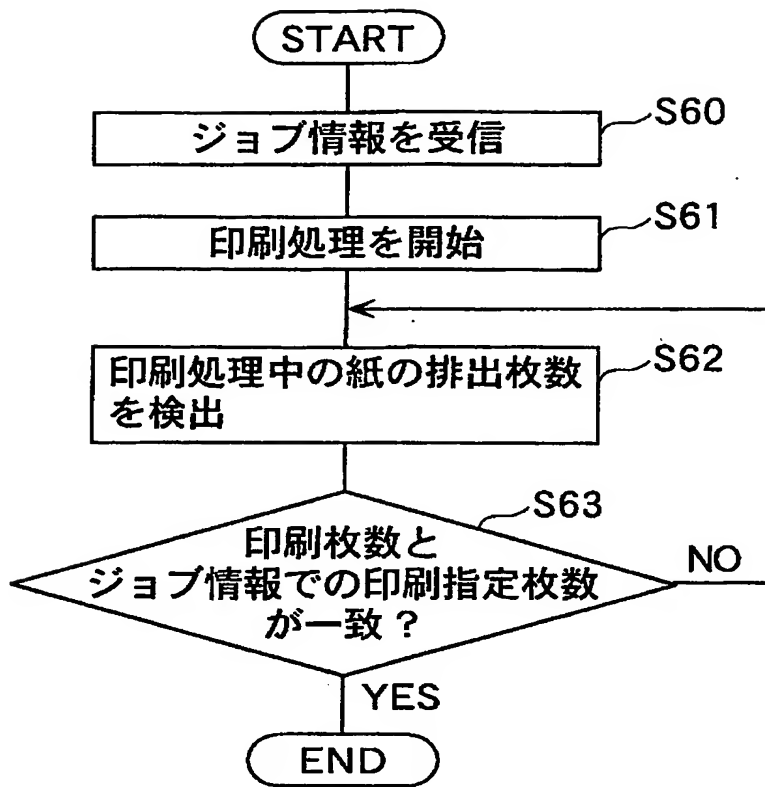 START
S60
ジョブ情報を受信
S61
印刷処理を開始
S62
印刷処理中の紙の排出枚数
を検出
S63
印刷枚数と
ジョブ情報での印刷指定枚数
が一致?
NO
YES
END